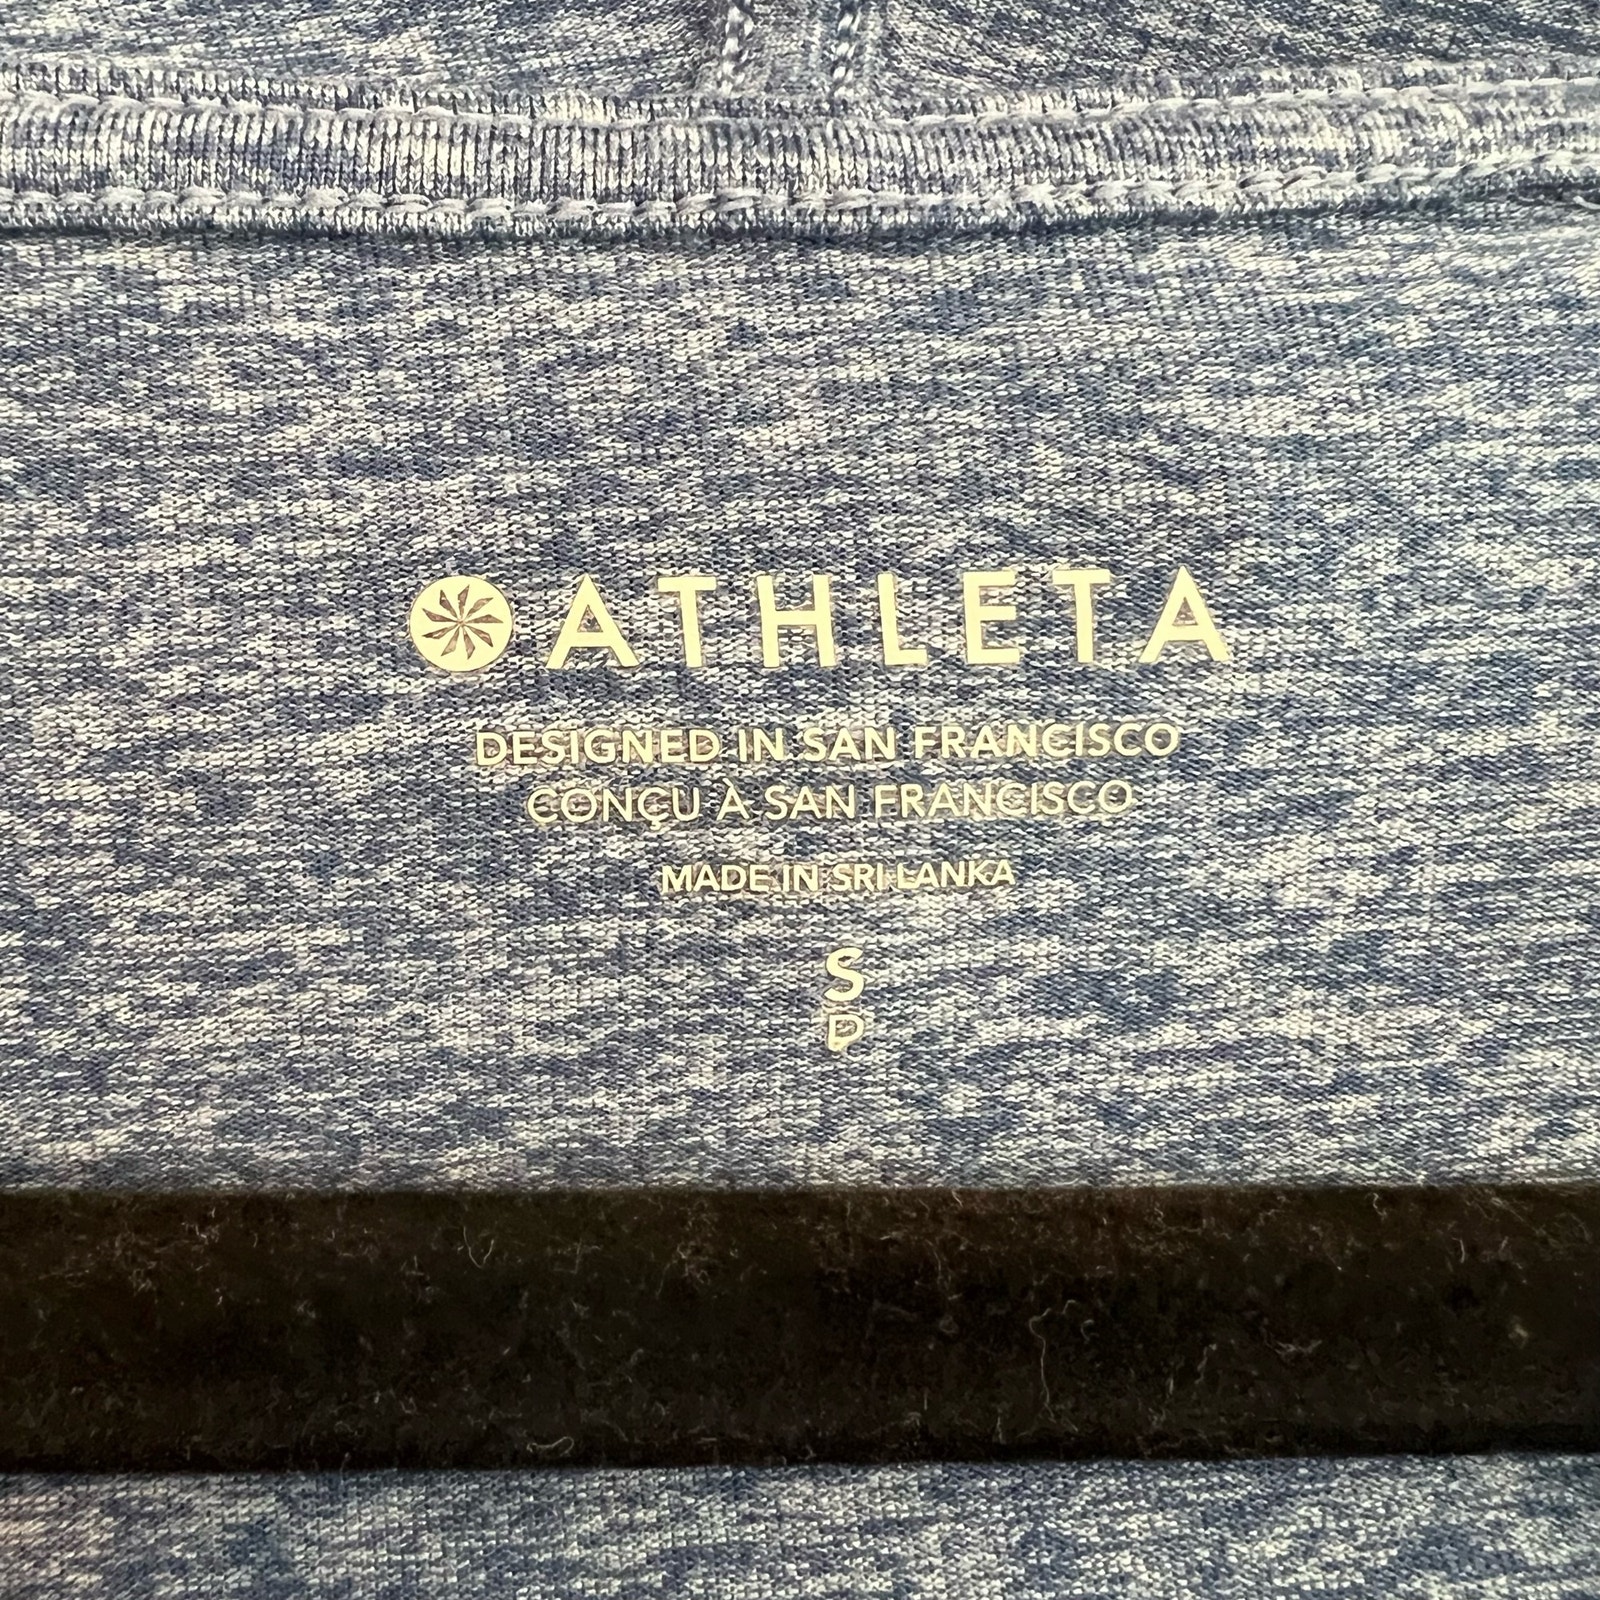 ATHLETA
DESIGNED IN SAN FRANCISCO
CONÇU À SAN FRANCISCO
MADE IN SRI LANKA
S
P